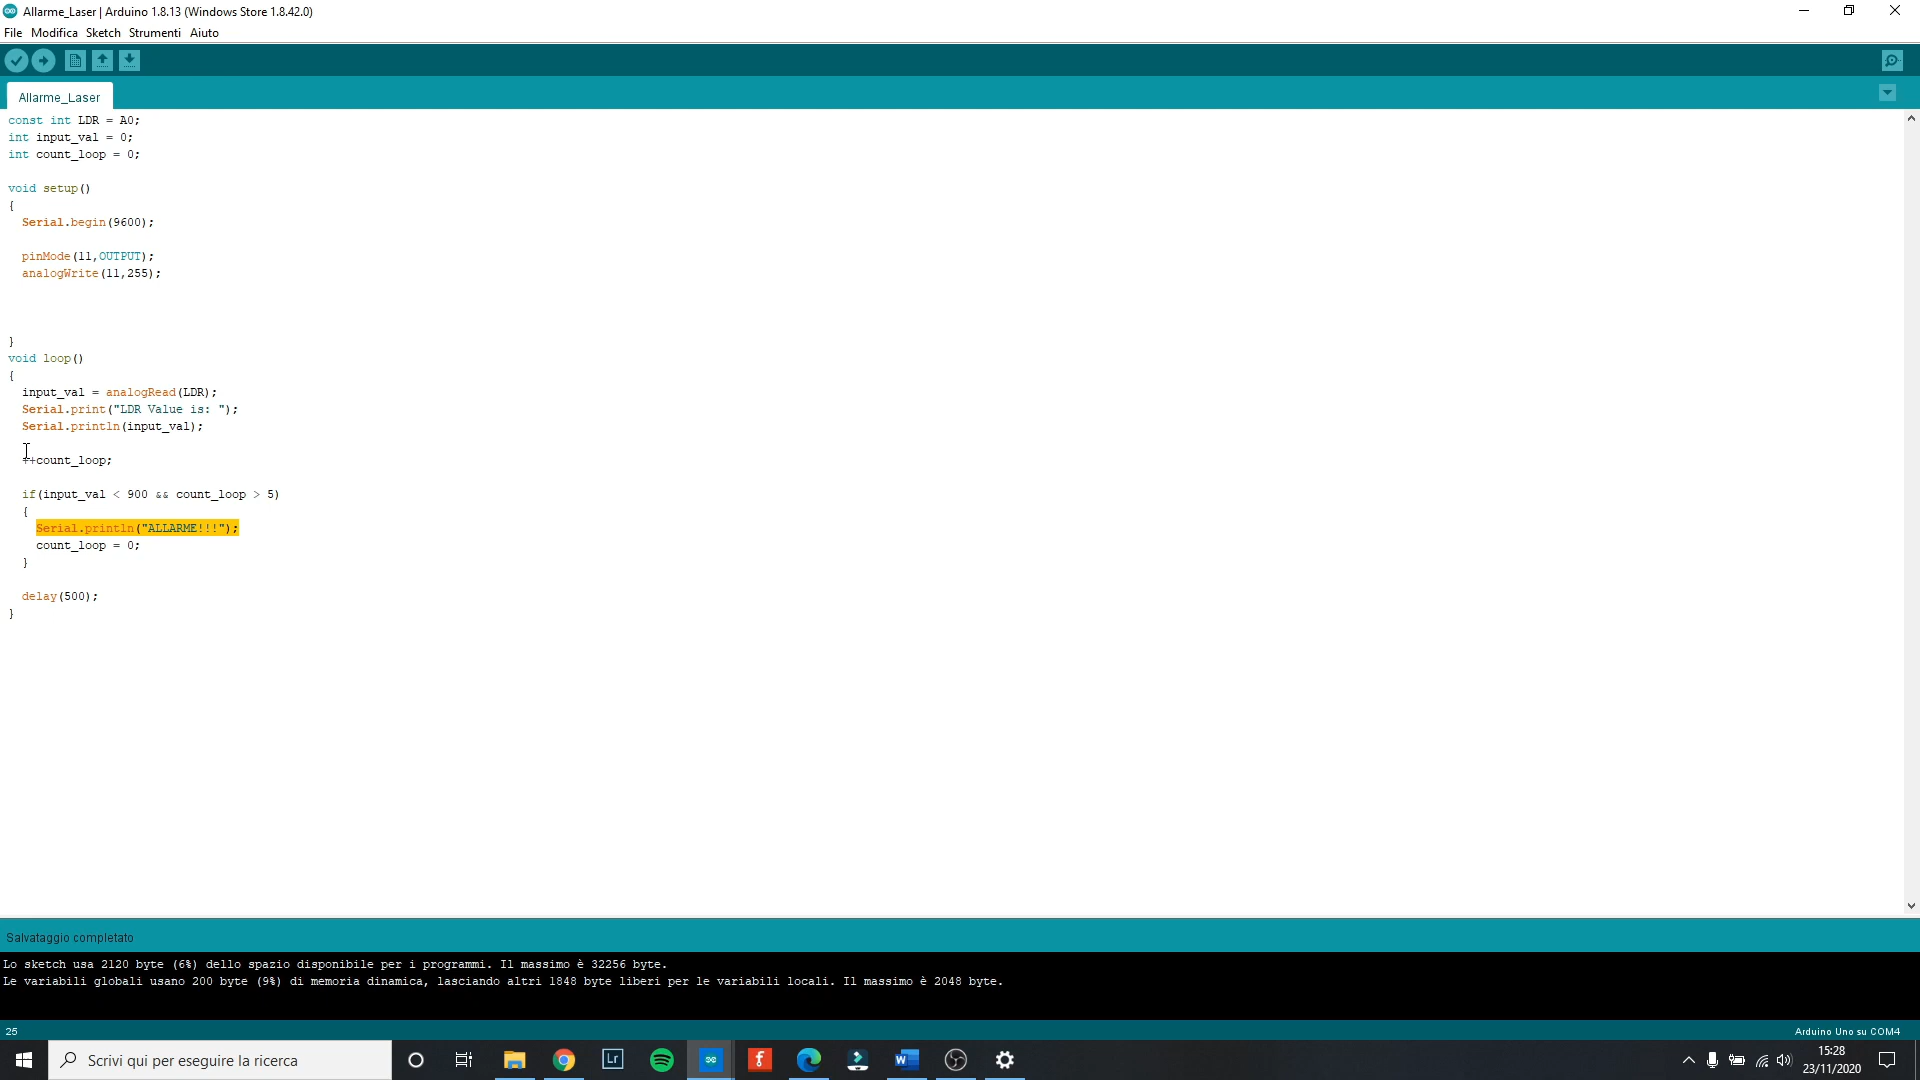 Allarme_Laser | Arduino 1.8.13 (Windows Store 1.8.42.0)
File Modifica Sketch Strumenti Aiuto
Allarme_Laser
const int LDR = A0;
int input_val = 0;
int count_loop = 0;
void setup()
{
Serial.begin(9600);
pinMode(11,OUTPUT);
analogWrite(11,255);
}
void loop()
{
input_val = analogRead(LDR);
Serial.print("LDR Value is: ");
Serial.println(input_val);
++count_loop;
if(input_val < 900 && count_loop > 5)
{
Serial.println("ALLARME!!!");
count_loop = 0;
}
delay(500);
}
Salvataggio completato
Lo sketch usa 2120 byte (6%) dello spazio disponibile per i programmi. Il massimo è 32256 byte.
Le variabili globali usano 200 byte (9%) di memoria dinamica, lasciando altri 1848 byte liberi per le variabili locali. Il massimo è 2048 byte.
25
Arduino Uno su COM4
Scrivi qui per eseguire la ricerca
Lr
15:28
23/11/2020